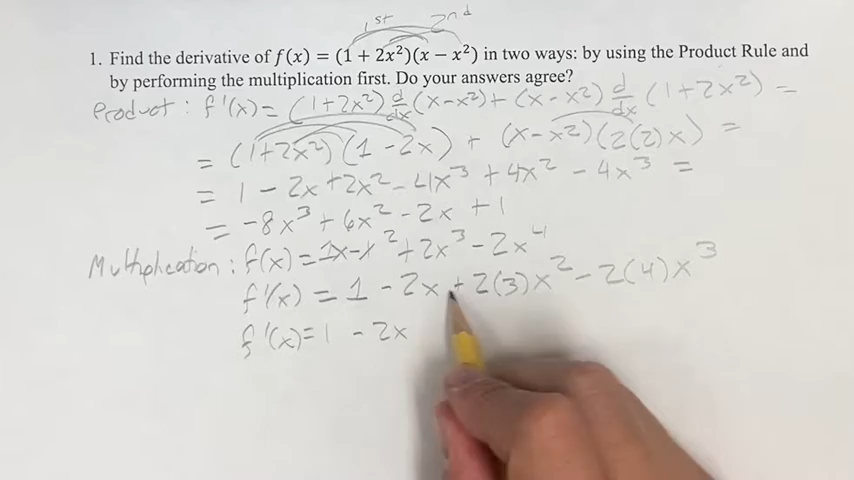 1st 2nd
1. Find the derivative of f(x) = (1 + 2x²)(x − x²) in two ways: by using the Product Rule and
by performing the multiplication first. Do your answers agree?
Product: f'(x) = (1+2x²) d/dx (x−x²) + (x−x²) d/dx (1+2x²) =
= (1+2x²)(1−2x) + (x−x²)(2(2)x) =
= 1 − 2x + 2x² − 4x³ + 4x² − 4x³ =
= −8x³ + 6x² − 2x + 1
Multiplication: f(x) = 1x−x² + 2x³ − 2x⁴
f'(x) = 1 − 2x + 2(3)x² − 2(4)x³
f'(x) = 1 − 2x